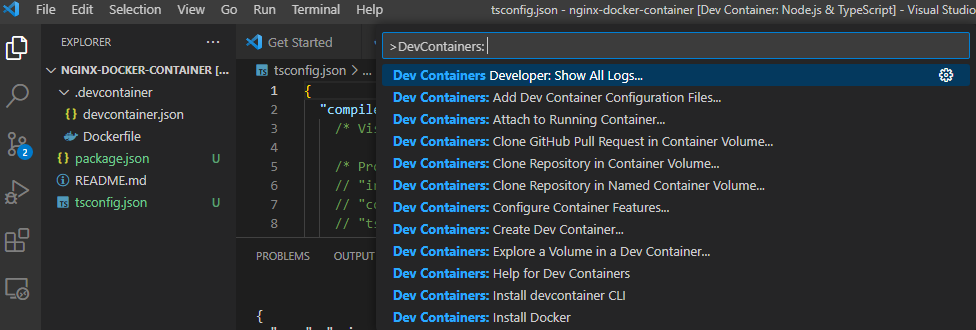 File Edit Selection View Go Run Terminal Help tsconfig.json - nginx-docker-container [Dev Container: Node.js & TypeScript] - Visual Studio
EXPLORER ...
Get Started
>DevContainers:
NGINX-DOCKER-CONTAINER [...
.devcontainer
devcontainer.json
Dockerfile
package.json U
README.md
tsconfig.json U
2
tsconfig.json > ...
1 {
2 "compile
3 /* Vis
4
5 /* Pro
6 // "in
7 // "co
8 // "ts
PROBLEMS OUTPUT
{
Dev Containers Developer: Show All Logs...
Dev Containers: Add Dev Container Configuration Files...
Dev Containers: Attach to Running Container...
Dev Containers: Clone GitHub Pull Request in Container Volume...
Dev Containers: Clone Repository in Container Volume...
Dev Containers: Clone Repository in Named Container Volume...
Dev Containers: Configure Container Features...
Dev Containers: Create Dev Container...
Dev Containers: Explore a Volume in a Dev Container...
Dev Containers: Help for Dev Containers
Dev Containers: Install devcontainer CLI
Dev Containers: Install Docker